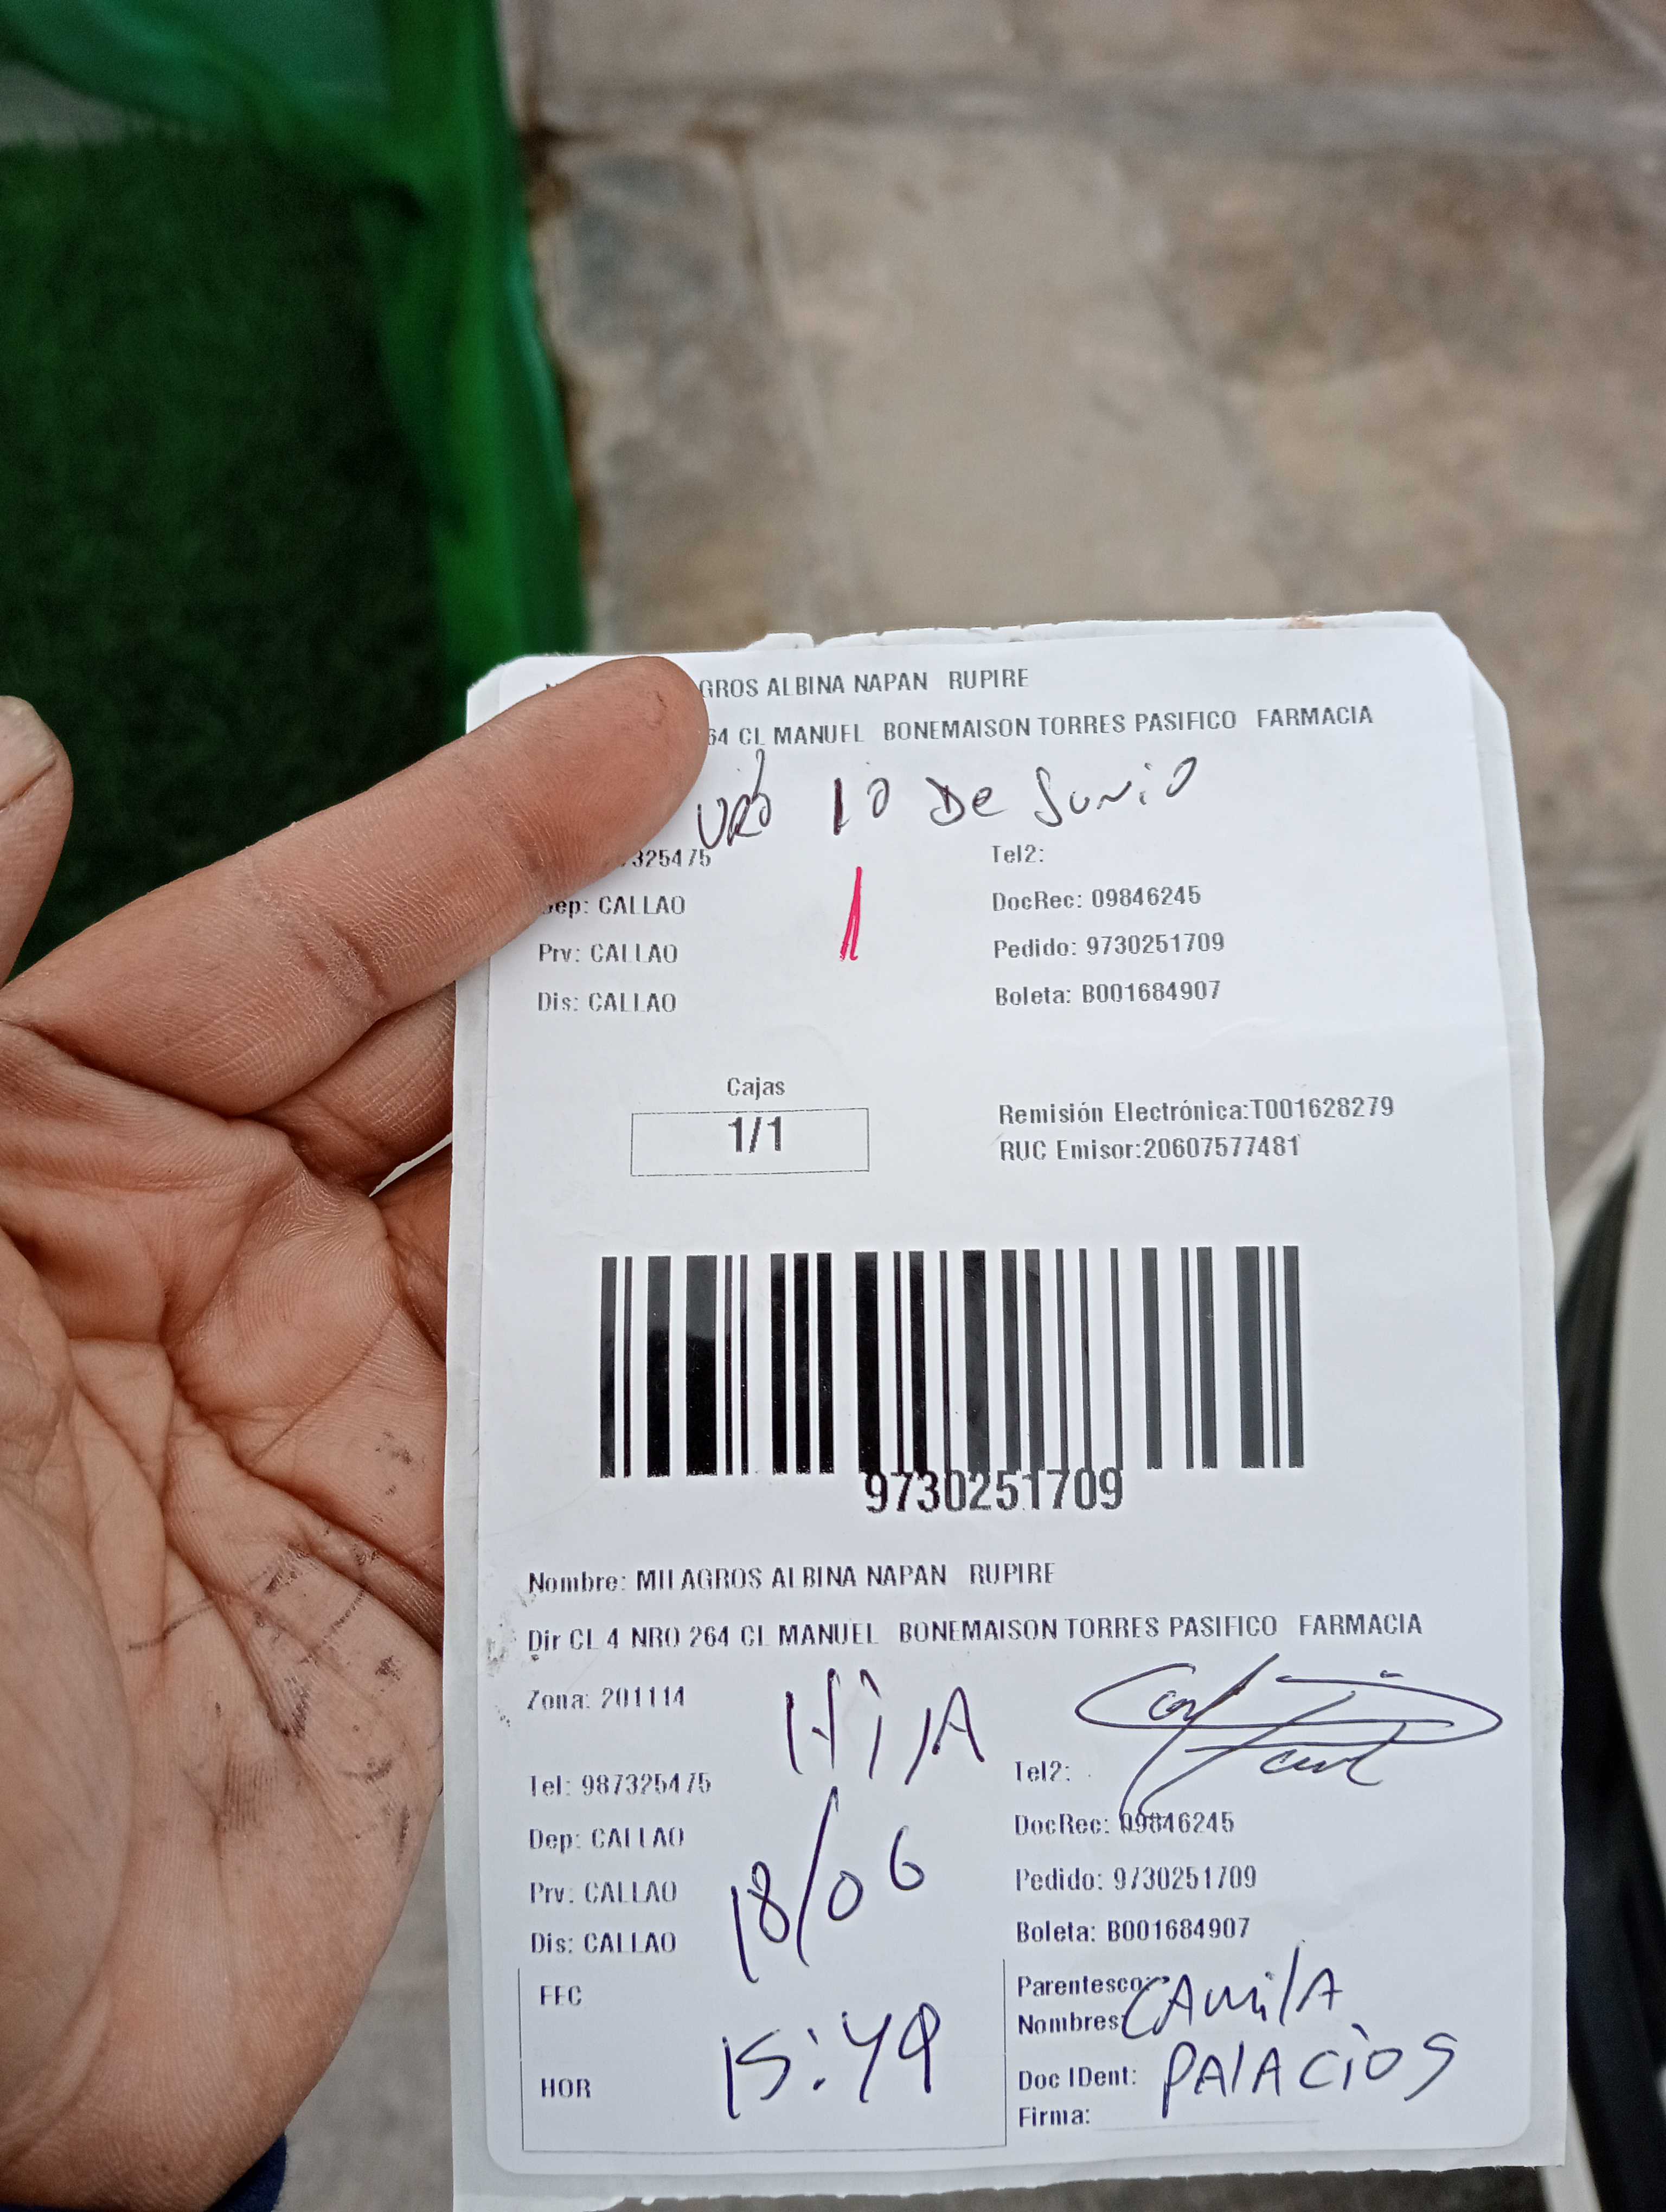 GROS ALBINA NAPAN RUPIRE
64 CL MANUEL BONEMAISON TORRES PASIFICO FARMACIA
URB 10 De Junio
7325475 Tel2:
Dep: CALLAO DocRec: 09846245
Prv: CALLAO Pedido: 9730251709
Dis: CALLAO Boleta: B001684907
Cajas
1/1
Remisión Electrónica:T001628279
RUC Emisor:20607577481
9730251709
Nombre: MILAGROS ALBINA NAPAN RUPIRE
Dir CL 4 NRO 264 CL MANUEL BONEMAISON TORRES PASIFICO FARMACIA
Zona: 201114 HiJA
Tel: 987325475 Tel2:
Dep: CALLAO DocRec: 09846245
Prv: CALLAO 18/06 Pedido: 9730251709
Dis: CALLAO Boleta: B001684907
FEC Parentesco:
Nombres: CAmilA
HOR 15:49 Doc IDent: PALACiOS
Firma: